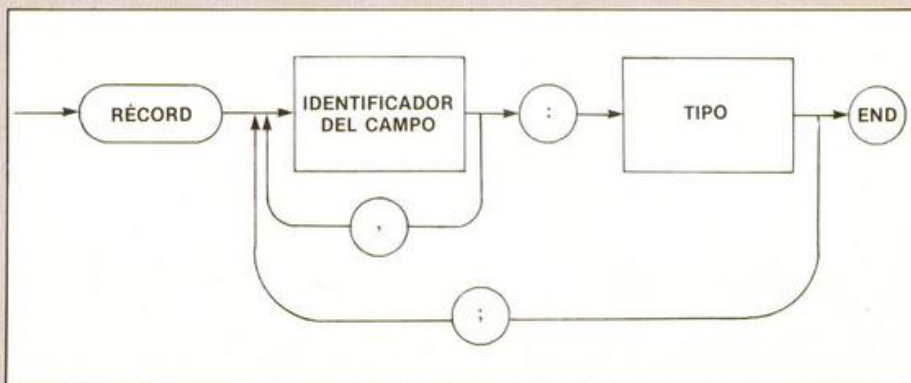 RÉCORD
IDENTIFICADOR
DEL CAMPO
:
TIPO
END
,
;